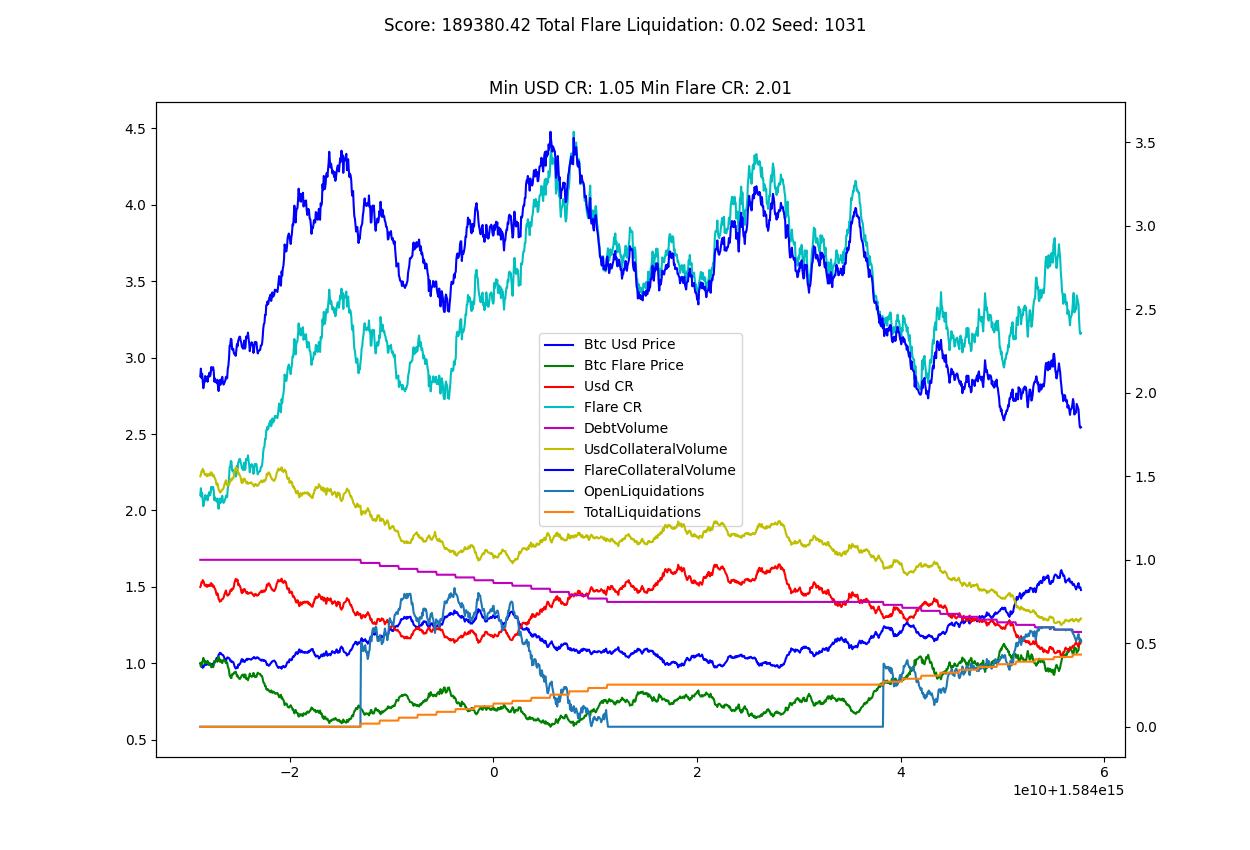 Score: 189380.42 Total Flare Liquidation: 0.02 Seed: 1031
Min USD CR: 1.05 Min Flare CR: 2.01
4.5
4.0
3.5
3.0
2.5
2.0
1.5
1.0
0.5
3.5
3.0
2.5
2.0
1.5
1.0
0.5
0.0
Btc Usd Price
Btc Flare Price
Usd CR
Flare CR
DebtVolume
UsdCollateralVolume
FlareCollateralVolume
OpenLiquidations
TotalLiquidations
−2 0 2 4 6
1e10+1.584e15